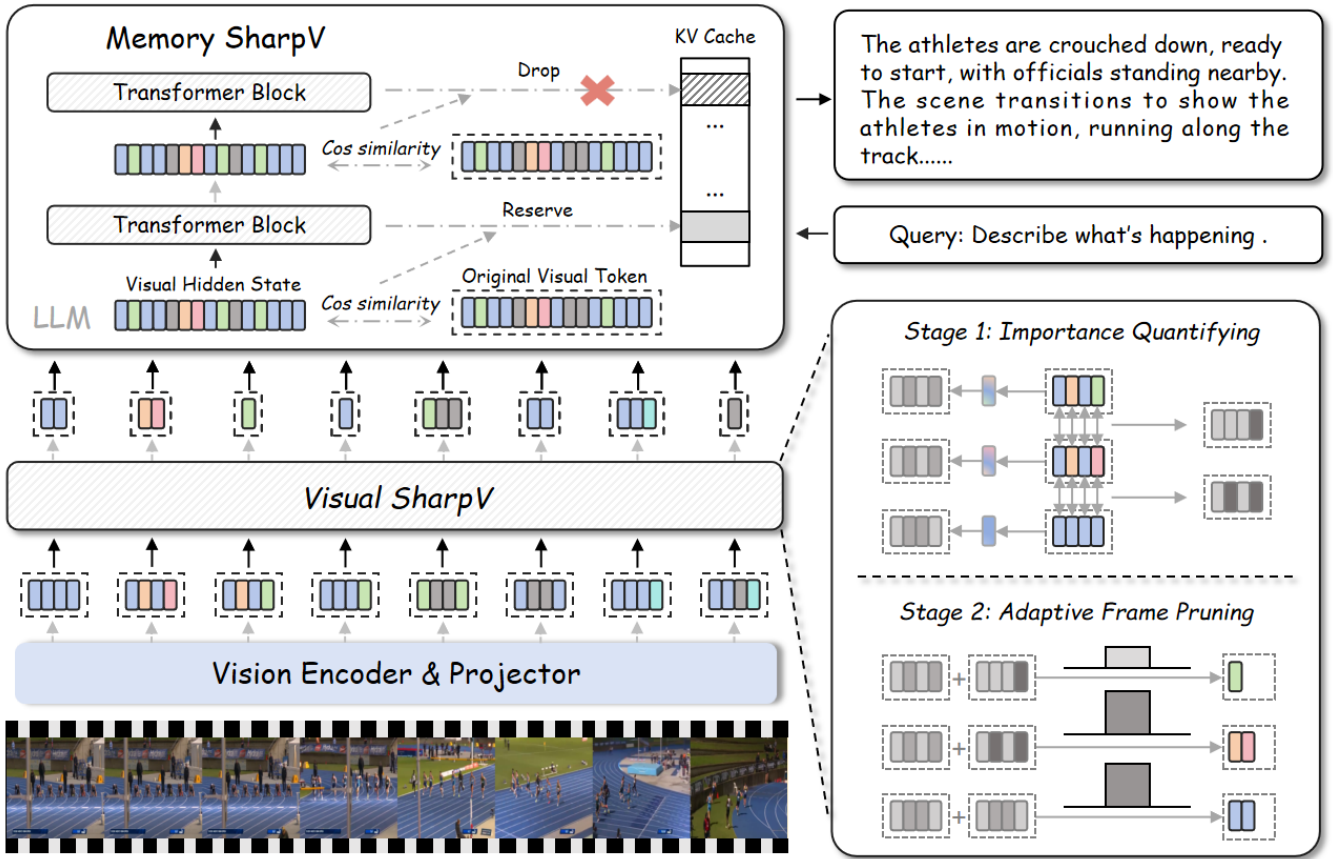 Memory SharpV
KV Cache
Transformer Block
Drop
...
Cos similarity
...
Transformer Block
Reserve
Visual Hidden State
Cos similarity
Original Visual Token
LLM
The athletes are crouched down, ready
to start, with officials standing nearby.
The scene transitions to show the
athletes in motion, running along the
track......
Query: Describe what's happening .
Visual SharpV
Vision Encoder & Projector
Stage 1: Importance Quantifying
Stage 2: Adaptive Frame Pruning
+
+
+